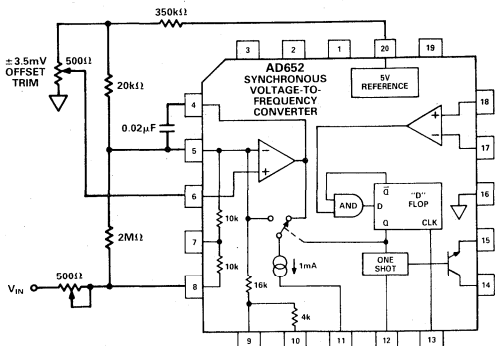 350kΩ
3
2
1
20
19
± 3.5mV
OFFSET
TRIM
500Ω
20kΩ
AD652
SYNCHRONOUS
VOLTAGE-TO-
FREQUENCY
CONVERTER
5V
REFERENCE
4
18
0.02μF
5
17
6
AND
Q̅
D
"D"
FLOP
Q
CLK
16
10k
2MΩ
7
10k
1mA
ONE
SHOT
15
VIN
500Ω
8
16k
4k
14
9
10
11
12
13